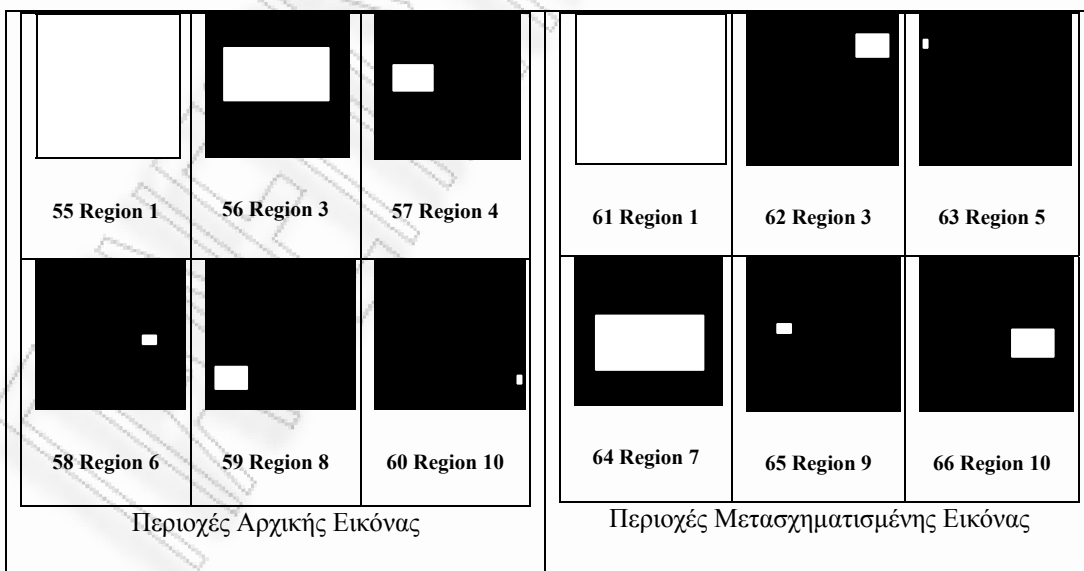 55 Region 1
56 Region 3
57 Region 4
58 Region 6
59 Region 8
60 Region 10
Περιοχές Αρχικής Εικόνας
61 Region 1
62 Region 3
63 Region 5
64 Region 7
65 Region 9
66 Region 10
Περιοχές Μετασχηματισμένης Εικόνας